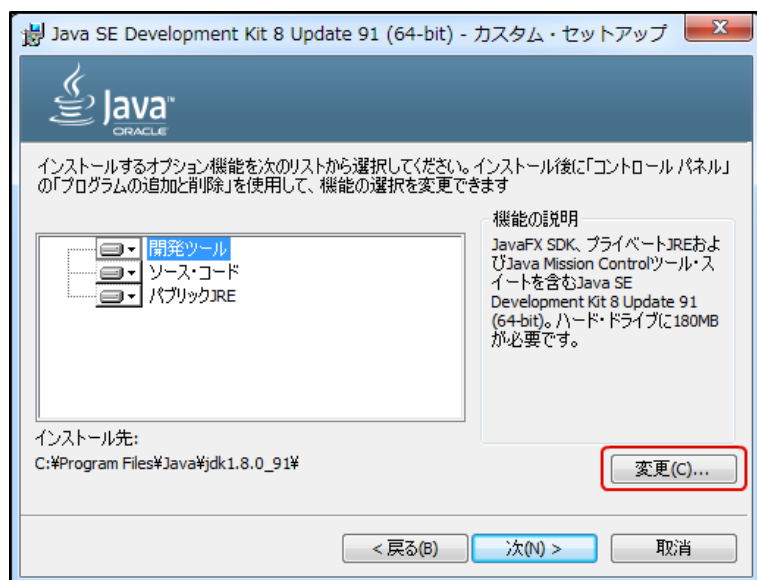 Java SE Development Kit 8 Update 91 (64-bit) - カスタム・セットアップ
Java™
ORACLE
インストールするオプション機能を次のリストから選択してください。インストール後に「コントロール パネル」
の「プログラムの追加と削除」を使用して、機能の選択を変更できます
開発ツール
ソース・コード
パブリックJRE
機能の説明
JavaFX SDK、プライベートJREおよ
びJava Mission Controlツール・ス
イートを含むJava SE
Development Kit 8 Update 91
(64-bit)。ハード・ドライブに180MB
が必要です。
インストール先:
C:¥Program Files¥Java¥jdk1.8.0_91¥
変更(C)...
< 戻る(B)
次(N) >
取消